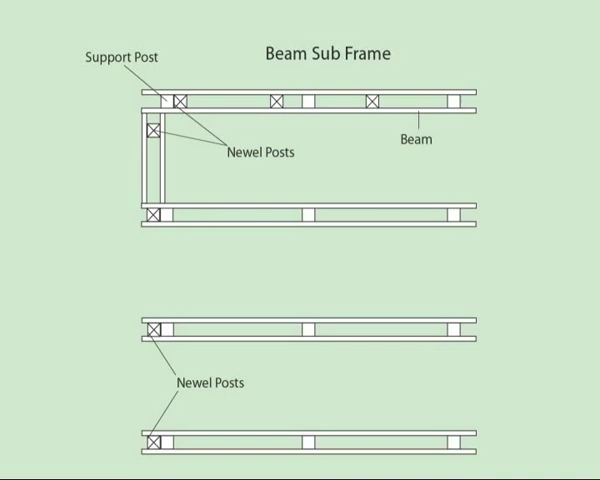 Beam Sub Frame
Support Post
Beam
Newel Posts
Newel Posts